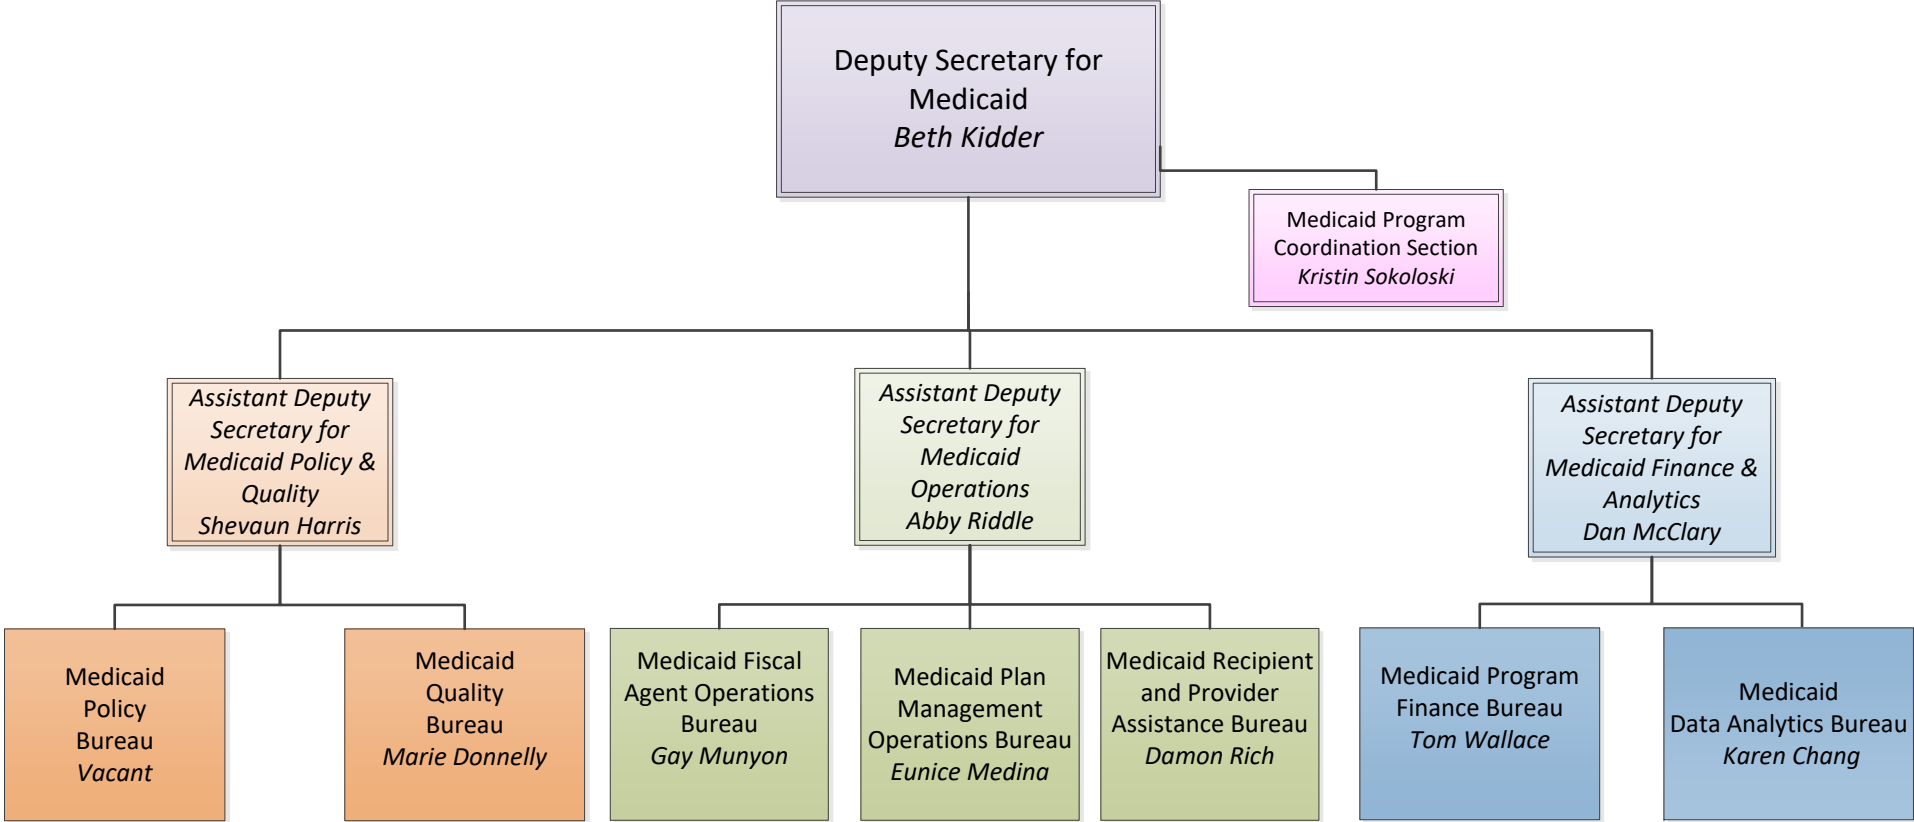 Deputy Secretary for
Medicaid
Beth Kidder
Medicaid Program
Coordination Section
Kristin Sokoloski
Assistant Deputy
Secretary for
Medicaid Policy &
Quality
Shevaun Harris
Assistant Deputy
Secretary for
Medicaid
Operations
Abby Riddle
Assistant Deputy
Secretary for
Medicaid Finance &
Analytics
Dan McClary
Medicaid
Policy
Bureau
Vacant
Medicaid
Quality
Bureau
Marie Donnelly
Medicaid Fiscal
Agent Operations
Bureau
Gay Munyon
Medicaid Plan
Management
Operations Bureau
Eunice Medina
Medicaid Recipient
and Provider
Assistance Bureau
Damon Rich
Medicaid Program
Finance Bureau
Tom Wallace
Medicaid
Data Analytics Bureau
Karen Chang